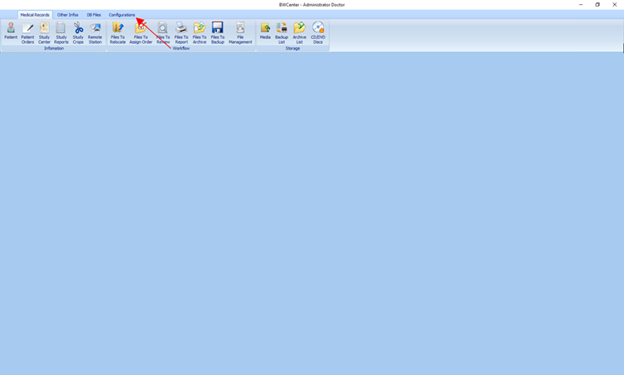 BWCenter - Administrator Doctor
Medical Records Other Infos DB Files Configurations
Patient Patient Orders Study Center Study Reports Study Crops Remote Station Files To Relocate Files To Assign Order Files To Review Files To Report Files To Archive Files To Backup File Management Media Backup List Archive List CD/DVD Discs
Infomation Workflow Storage